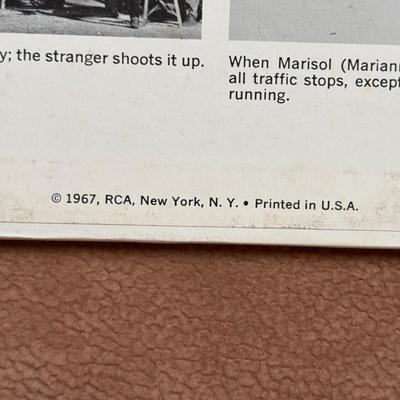 y; the stranger shoots it up.
When Marisol (Mariann
all traffic stops, except
running.
© 1967, RCA, New York, N. Y. • Printed in U.S.A.